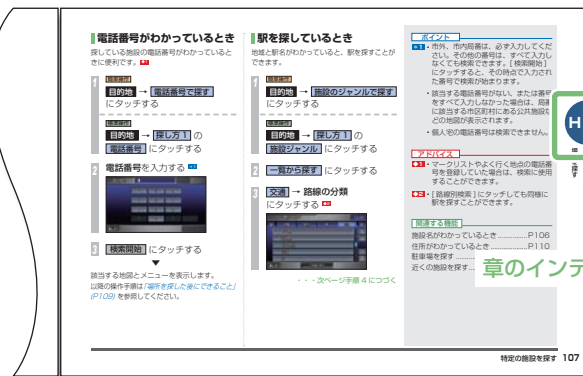 電話番号がわかっているとき
探している施設の電話番号がわかっていると
きに便利です。
1
目的地 → 電話番号で探す
にタッチする
目的地 → 探し方 1 の
電話番号 にタッチする
2 電話番号を入力する
3 検索開始 にタッチする
▼
該当する地図とメニューを表示します。
以降の操作手順は「場所を探した後にできること」
(P109) を参照してください。
駅を探しているとき
地域と駅名がわかっていると、駅を探すことが
できます。
1
目的地 → 施設のジャンルで探す
にタッチする
目的地 → 探し方 1 の
施設ジャンル にタッチする
2 一覧から探す にタッチする
3 交通 → 路線の分類
にタッチする
・・・次ページ手順 4 につづく
ポイント
1 • 市外、市内局番は、必ず入力してくだ
さい。その他の番号は、すべて入力し
なくても検索できます。[検索開始]
にタッチすると、その時点で入力され
た番号で検索が始まります。
• 該当する電話番号がない、または番号
をすべて入力しなかった場合は、局番
に該当する市区町村にある公共施設な
どの地図が表示されます。
• 個人宅の電話番号は検索できません。
アドバイス
1 • マークリストやよく行く地点の電話番
号を登録していた場合は、検索に使用
することができます。
2 • [路線別検索]にタッチしても同様に
駅を探すことができます。
関連する機能
施設名がわかっているとき ............ P106
住所がわかっているとき ............ P110
駐車場を探す
近くの施設を探す
章のインデ
H
場所を探す
特定の施設を探す 107